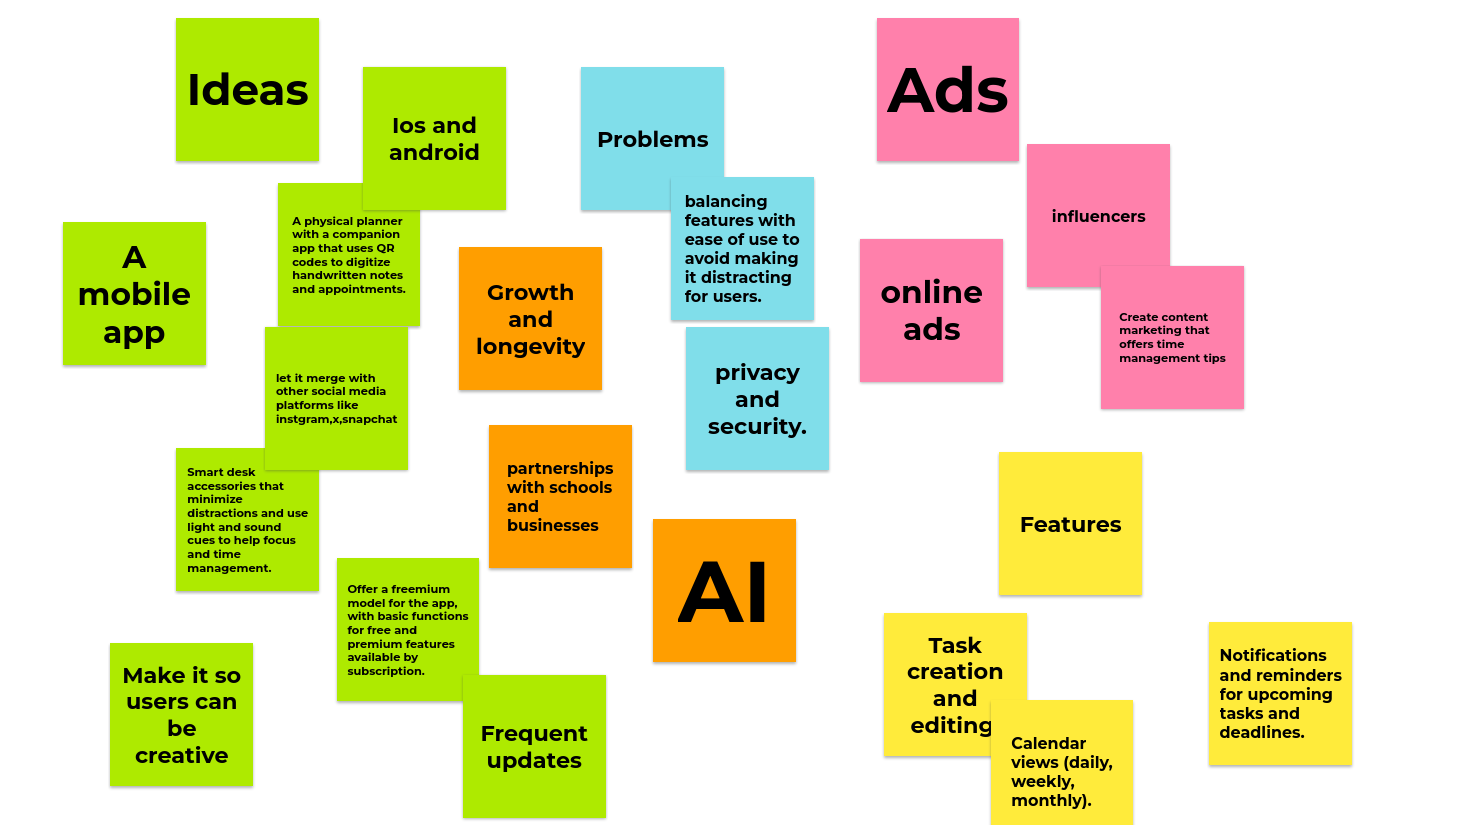 Ideas
Ios and
android
A physical planner
with a companion
app that uses QR
codes to digitize
handwritten notes
and appointments.
A
mobile
app
let it merge with
other social media
platforms like
instgram,x,snapchat
Smart desk
accessories that
minimize
distractions and use
light and sound
cues to help focus
and time
management.
Offer a freemium
model for the app,
with basic functions
for free and
premium features
available by
subscription.
Make it so
users can
be
creative
Frequent
updates
Growth
and
longevity
partnerships
with schools
and
businesses
AI
Problems
balancing
features with
ease of use to
avoid making
it distracting
for users.
privacy
and
security.
Ads
influencers
online
ads
Create content
marketing that
offers time
management tips
Features
Task
creation
and
editing
Calendar
views (daily,
weekly,
monthly).
Notifications
and reminders
for upcoming
tasks and
deadlines.